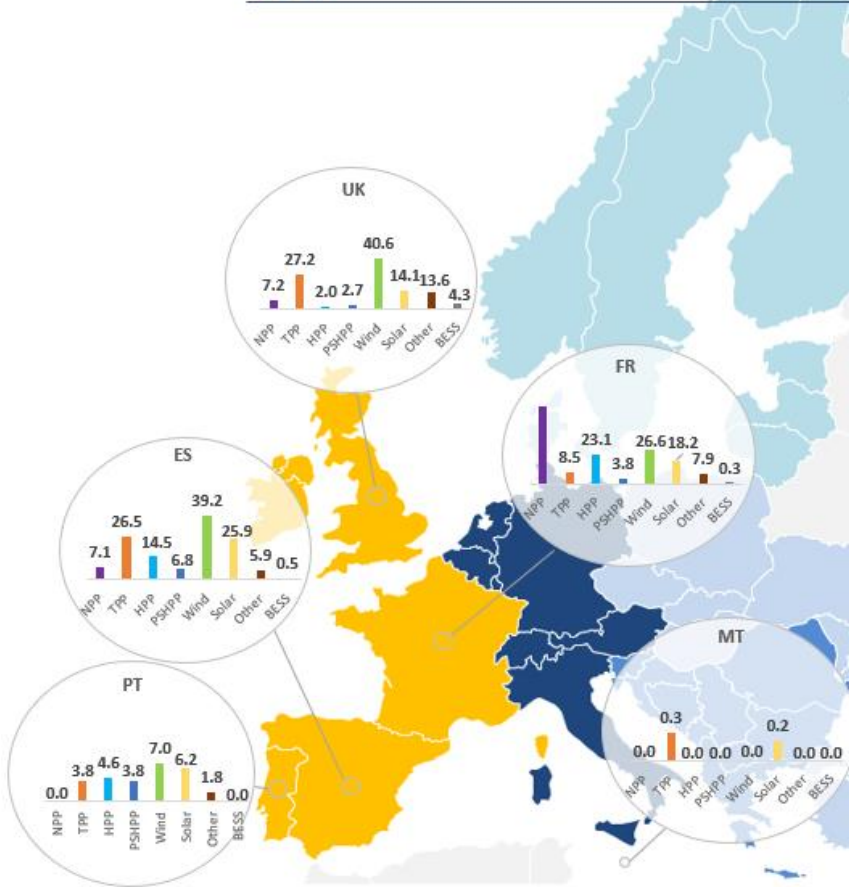 UK
40.6
27.2
14.1 13.6
7.2 2.0 2.7 4.3
NPP TPP HPP PSHPP Wind Solar Other BESS
FR
23.1 26.6 18.2
8.5 3.8 7.9 0.3
NPP TPP HPP PSHPP Wind Solar Other BESS
ES
39.2
26.5 25.9
14.5
7.1 6.8 5.9 0.5
NPP TPP HPP PSHPP Wind Solar Other BESS
MT
0.3 0.2
0.0 0.0 0.0 0.0 0.0 0.0
NPP TPP HPP PSHPP Wind Solar Other BESS
PT
7.0 6.2
3.8 4.6 3.8 1.8
0.0 0.0
NPP TPP HPP PSHPP Wind Solar Other BESS